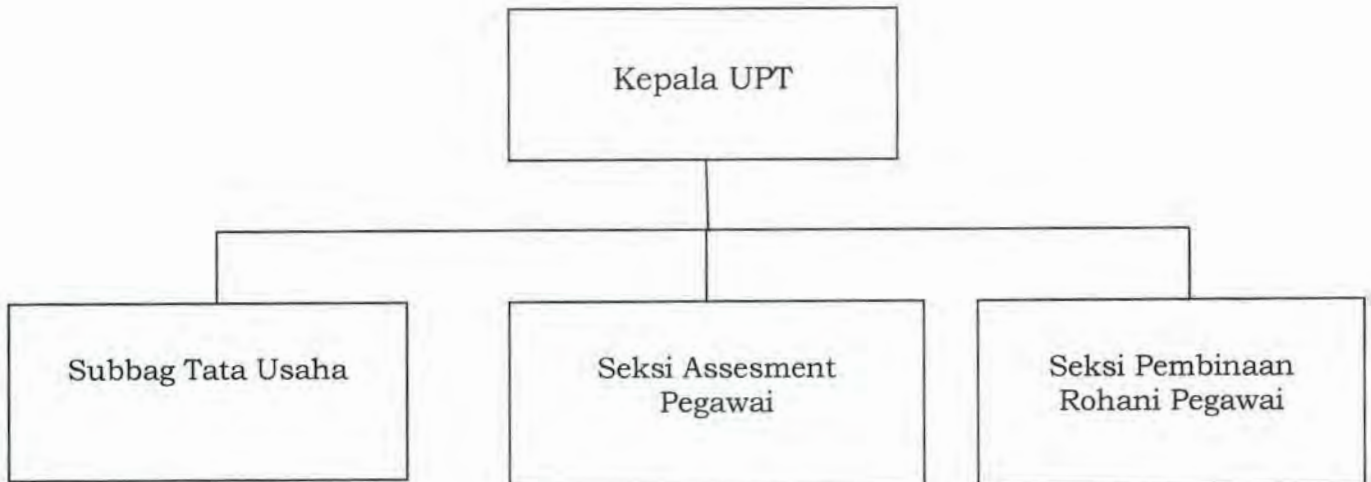 Kepala UPT
Subbag Tata Usaha
Seksi Assesment
Pegawai
Seksi Pembinaan
Rohani Pegawai